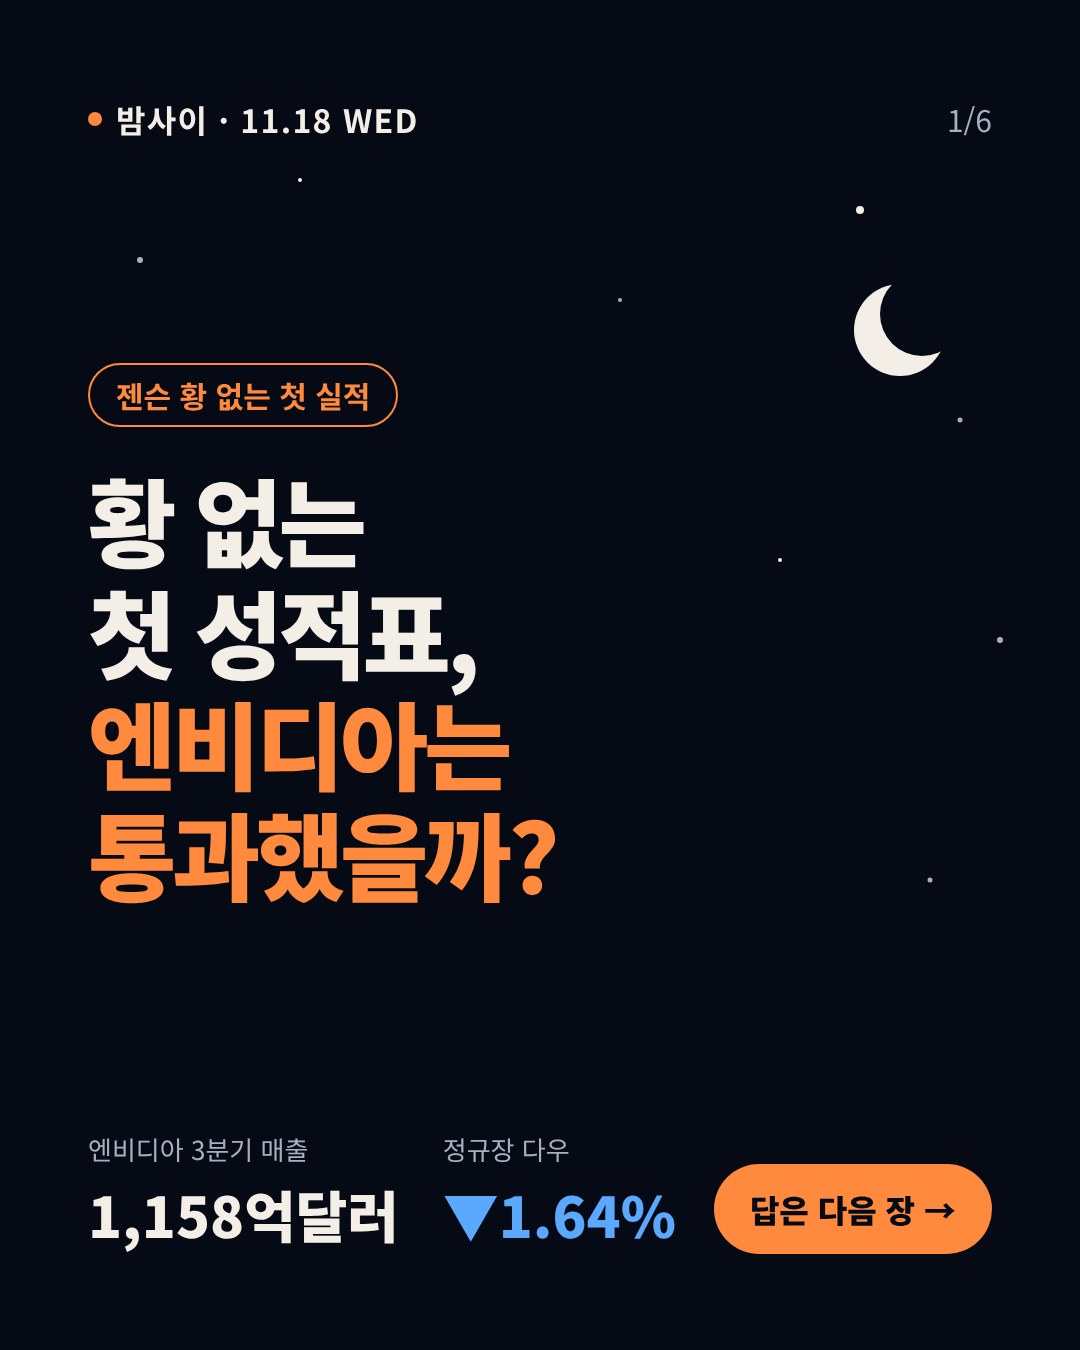 밤사이 · 11.18 WED
1/6
젠슨 황 없는 첫 실적
황 없는
첫 성적표,
엔비디아는
통과했을까?
엔비디아 3분기 매출
1,158억달러
정규장 다우
▼1.64%
답은 다음 장 →